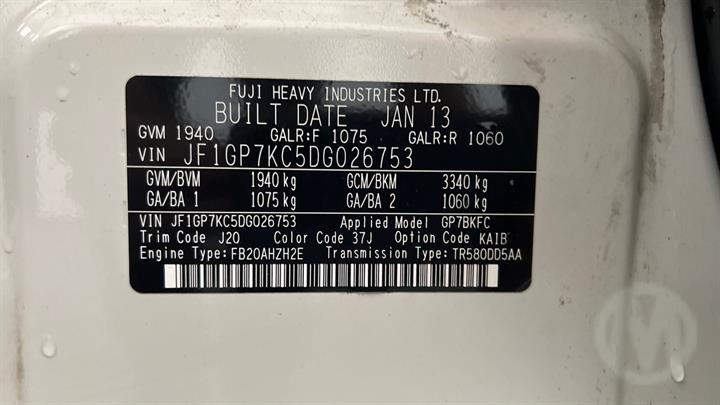 FUJI HEAVY INDUSTRIES LTD.
BUILT DATE JAN 13
GVM 1940 GALR:F 1075 GALR:R 1060
VIN JF1GP7KC5DG026753
GVM/BVM 1940 kg GCM/BKM 3340 kg
GA/BA 1 1075 kg GA/BA 2 1060 kg
VIN JF1GP7KC5DG026753 Applied Model GP7BKFC
Trim Code J20 Color Code 37J Option Code KAIB
Engine Type:FB20AHZH2E Transmission Type:TR580DD5AA